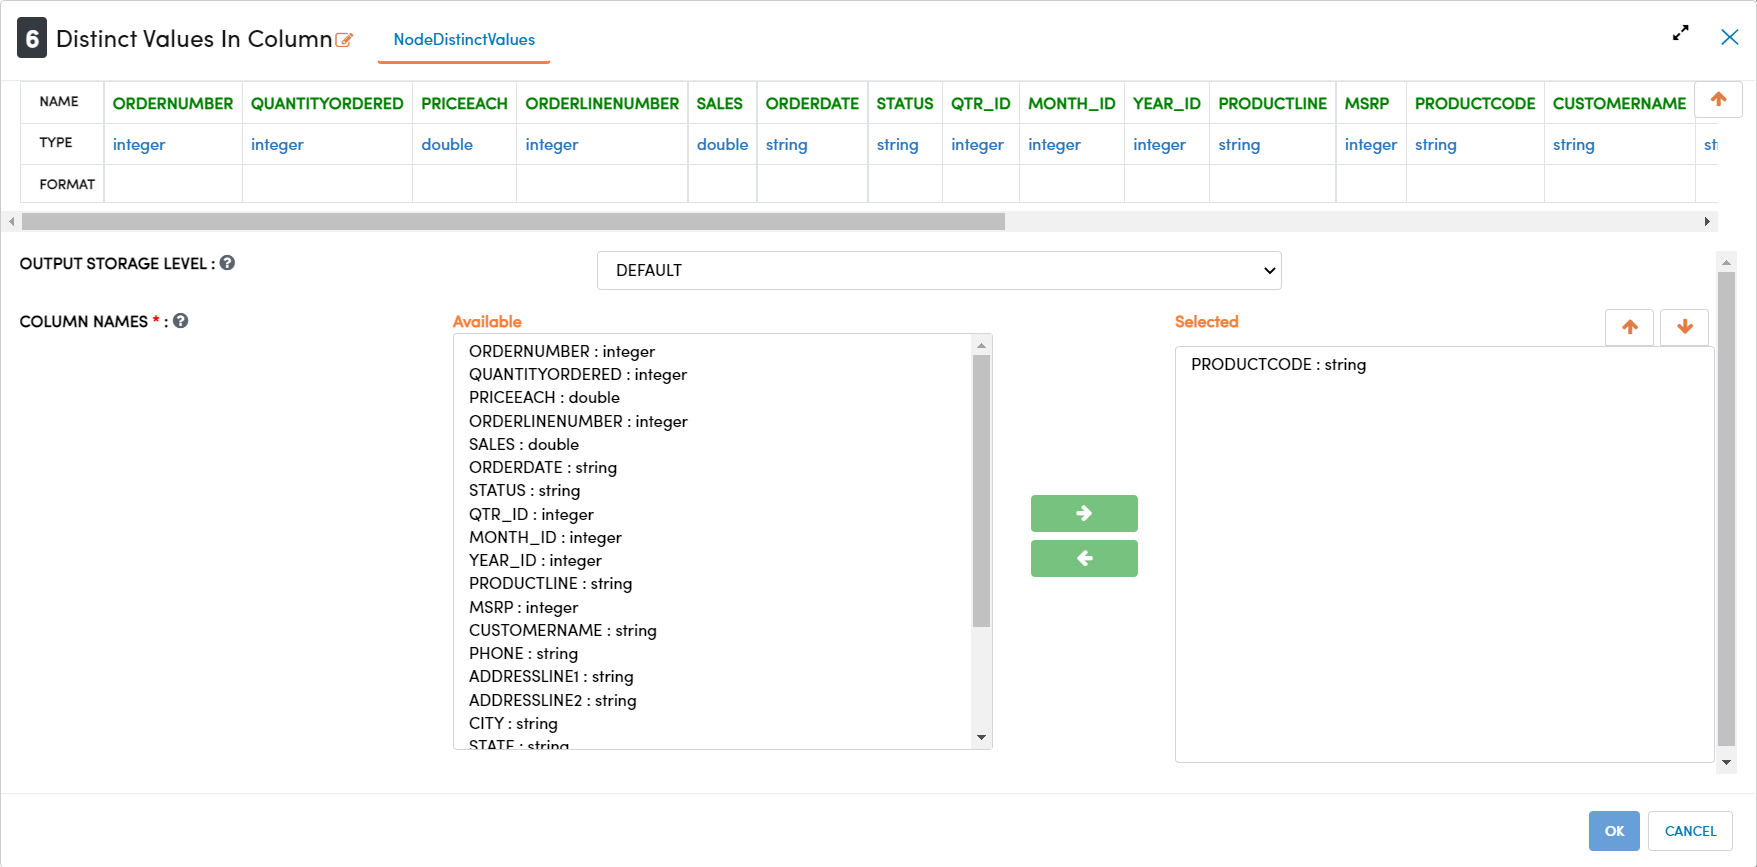 6 Distinct Values In Column NodeDistinctValues
NAME ORDERNUMBER QUANTITYORDERED PRICEEACH ORDERLINENUMBER SALES ORDERDATE STATUS QTR_ID MONTH_ID YEAR_ID PRODUCTLINE MSRP PRODUCTCODE CUSTOMERNAME
TYPE integer integer double integer double string string integer integer integer string integer string string
FORMAT
OUTPUT STORAGE LEVEL : DEFAULT
COLUMN NAMES * :
Available
ORDERNUMBER : integer
QUANTITYORDERED : integer
PRICEEACH : double
ORDERLINENUMBER : integer
SALES : double
ORDERDATE : string
STATUS : string
QTR_ID : integer
MONTH_ID : integer
YEAR_ID : integer
PRODUCTLINE : string
MSRP : integer
CUSTOMERNAME : string
PHONE : string
ADDRESSLINE1 : string
ADDRESSLINE2 : string
CITY : string
STATE : string
Selected
PRODUCTCODE : string
OK CANCEL